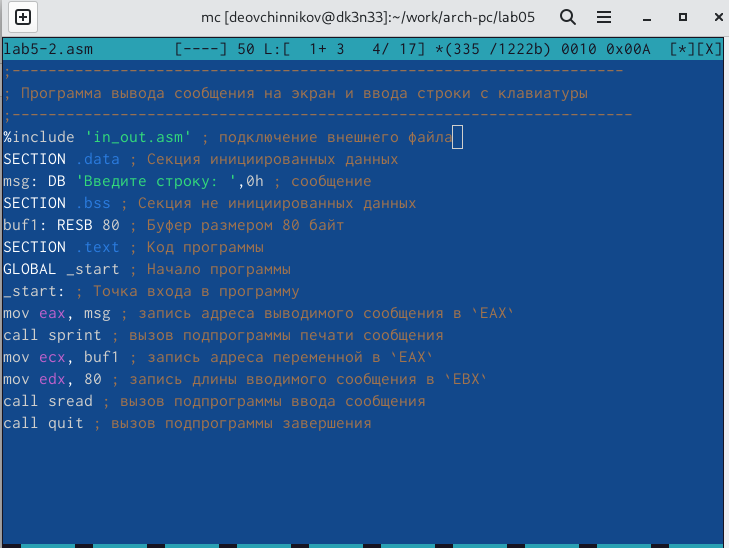 mc [deovchinnikov@dk3n33]:~/work/arch-pc/lab05
lab5-2.asm [----] 50 L:[ 1+ 3 4/ 17] *(335 /1222b) 0010 0x00A [*][X]
;--------------------------------------------------------------------
; Программа вывода сообщения на экран и ввода строки с клавиатуры
;---------------------------------------------------------------------
%include 'in_out.asm' ; подключение внешнего файла
SECTION .data ; Секция инициированных данных
msg: DB 'Введите строку: ',0h ; сообщение
SECTION .bss ; Секция не инициированных данных
buf1: RESB 80 ; Буфер размером 80 байт
SECTION .text ; Код программы
GLOBAL _start ; Начало программы
_start: ; Точка входа в программу
mov eax, msg ; запись адреса выводимого сообщения в `EAX`
call sprint ; вызов подпрограммы печати сообщения
mov ecx, buf1 ; запись адреса переменной в `EAX`
mov edx, 80 ; запись длины вводимого сообщения в `EBX`
call sread ; вызов подпрограммы ввода сообщения
call quit ; вызов подпрограммы завершения